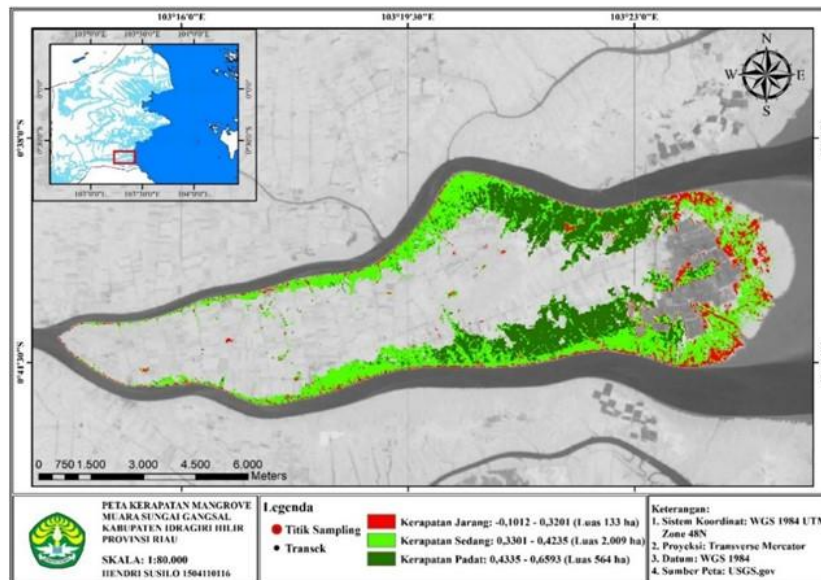 103°16'0"E 103°19'30"E 103°23'0"E
N
W E
S
0°38'0"S
0°44'30"S
0 750 1.500 3.000 4.500 6.000
Meters
PETA KERAPATAN MANGROVE
MUARA SUNGAI GANGSAL
KABUPATEN IDRAGIRI HILIR
PROVINSI RIAU
SKALA: 1:80,000
HENDRI SUSILO 1504110116
Legenda
Titik Sampling
Transek
Kerapatan Jarang: -0,1012 - 0,3201 (Luas 133 ha)
Kerapatan Sedang: 0,3301 - 0,4235 (Luas 2.009 ha)
Kerapatan Padat: 0,4335 - 0,6593 (Luas 564 ha)
Keterangan:
1. Sistem Koordinat: WGS 1984 UTM
Zone 48N
2. Proyeksi: Transverse Mercator
3. Datum: WGS 1984
4. Sumber Peta: USGS.gov